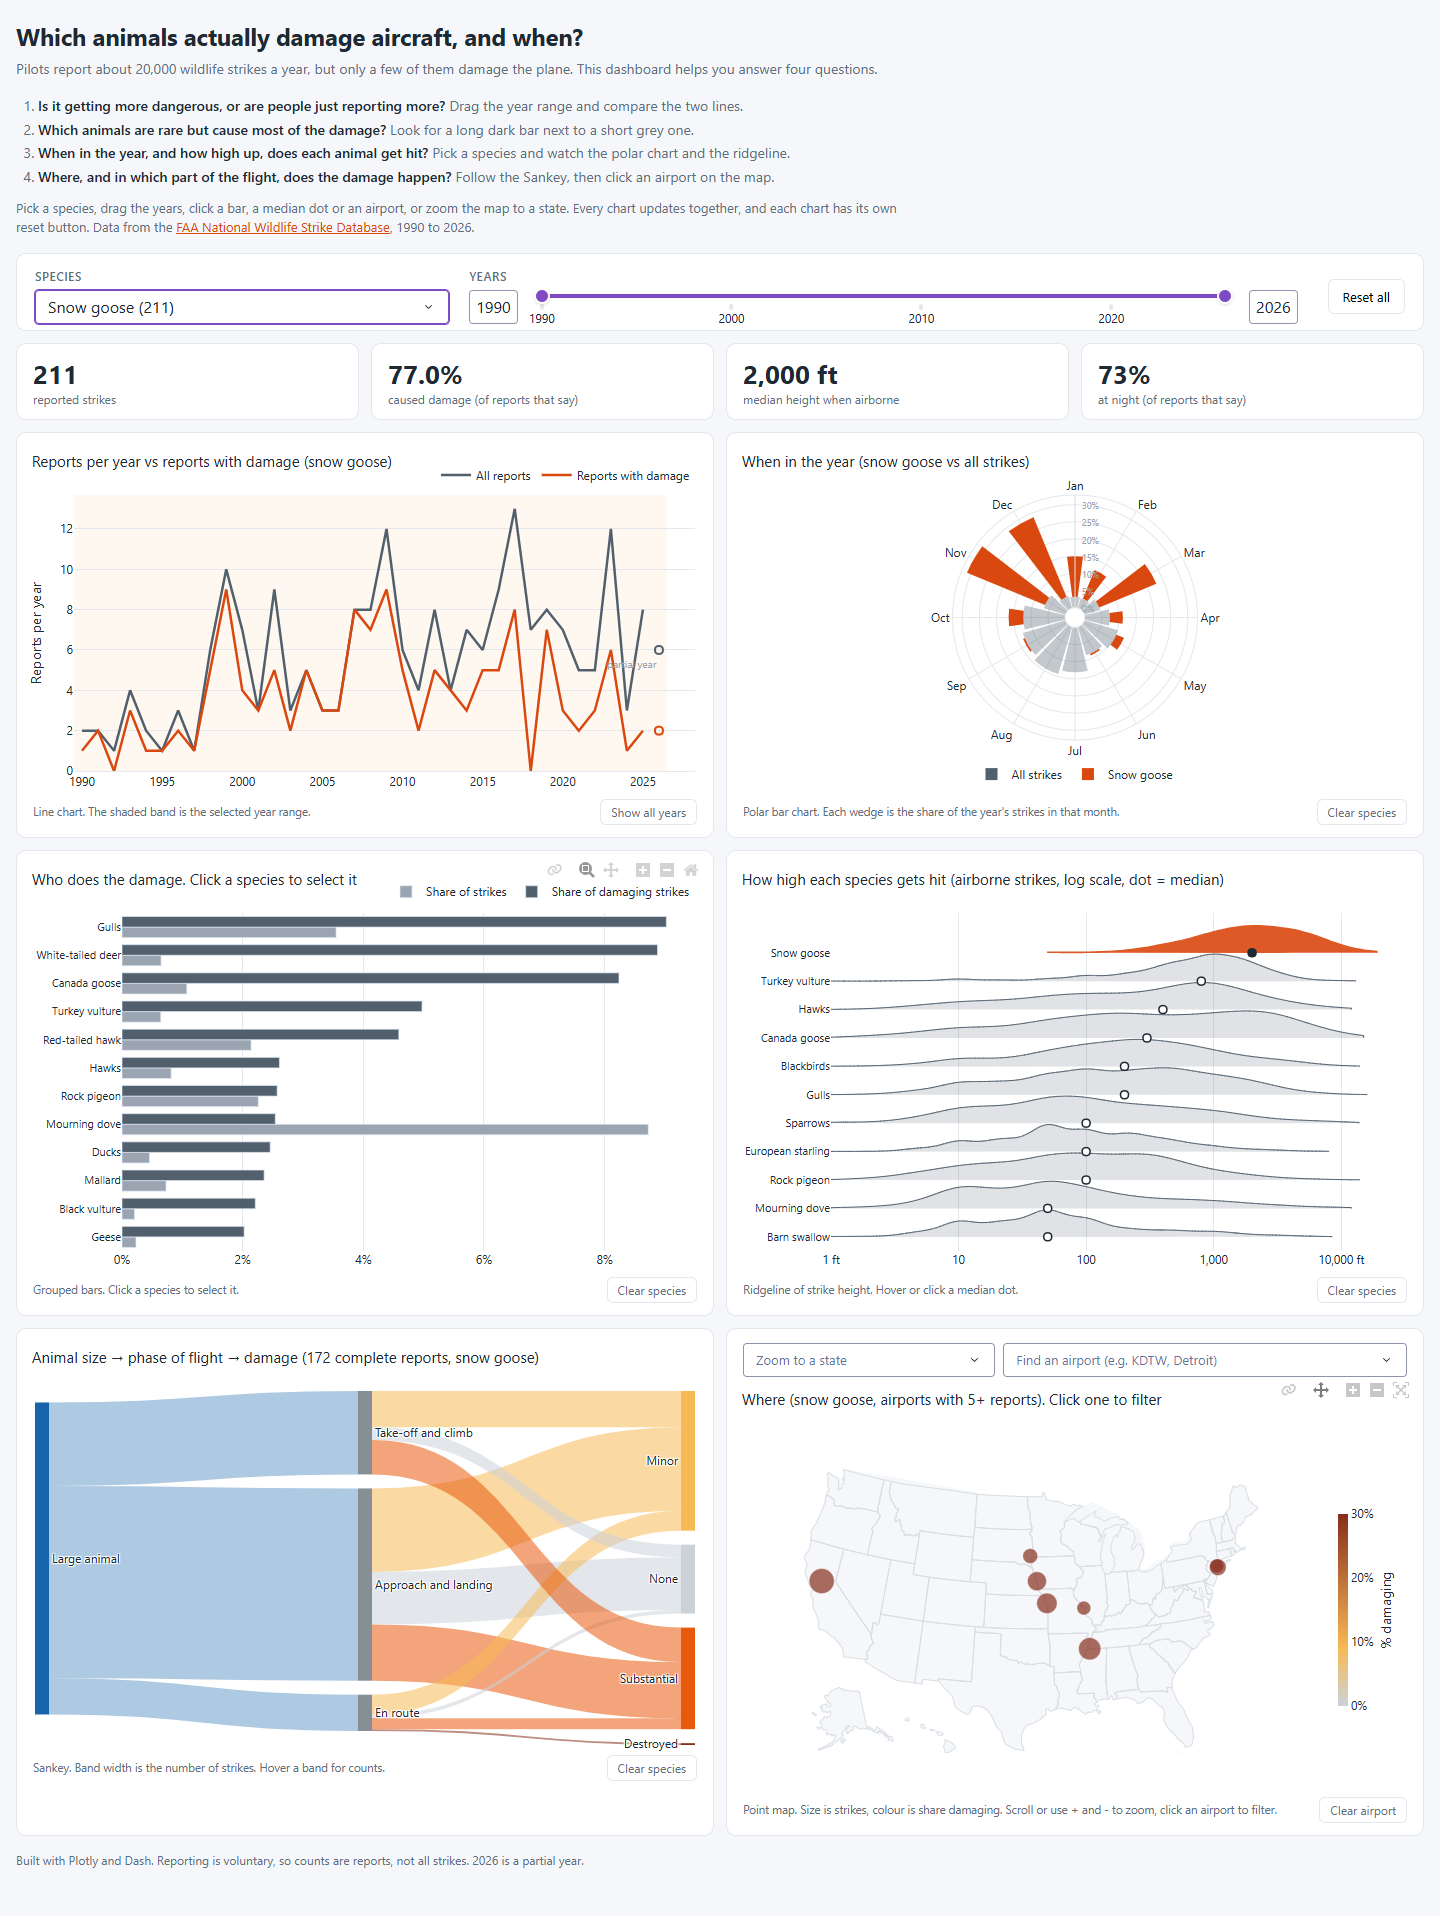 Which animals actually damage aircraft, and when?
Pilots report about 20,000 wildlife strikes a year, but only a few of them damage the plane. This dashboard helps you answer four questions.
1. Is it getting more dangerous, or are people just reporting more? Drag the year range and compare the two lines.
2. Which animals are rare but cause most of the damage? Look for a long dark bar next to a short grey one.
3. When in the year, and how high up, does each animal get hit? Pick a species and watch the polar chart and the ridgeline.
4. Where, and in which part of the flight, does the damage happen? Follow the Sankey, then click an airport on the map.
Pick a species, drag the years, click a bar, a median dot or an airport, or zoom the map to a state. Every chart updates together, and each chart has its own
reset button. Data from the FAA National Wildlife Strike Database, 1990 to 2026.
SPECIES
Snow goose (211)
YEARS
1990
1990
2000
2010
2020
2026
Reset all
211
reported strikes
77.0%
caused damage (of reports that say)
2,000 ft
median height when airborne
73%
at night (of reports that say)
Reports per year vs reports with damage (snow goose)
All reports
Reports with damage
Reports per year
12
10
8
6
4
2
0
partial year
1990
1995
2000
2005
2010
2015
2020
2025
Line chart. The shaded band is the selected year range.
Show all years
When in the year (snow goose vs all strikes)
Jan
Feb
Mar
Apr
May
Jun
Jul
Aug
Sep
Oct
Nov
Dec
30%
25%
20%
15%
10%
5%
0%
All strikes
Snow goose
Polar bar chart. Each wedge is the share of the year's strikes in that month.
Clear species
Who does the damage. Click a species to select it
Share of strikes
Share of damaging strikes
Gulls
White-tailed deer
Canada goose
Turkey vulture
Red-tailed hawk
Hawks
Rock pigeon
Mourning dove
Ducks
Mallard
Black vulture
Geese
0%
2%
4%
6%
8%
Grouped bars. Click a species to select it.
Clear species
How high each species gets hit (airborne strikes, log scale, dot = median)
Snow goose
Turkey vulture
Hawks
Canada goose
Blackbirds
Gulls
Sparrows
European starling
Rock pigeon
Mourning dove
Barn swallow
1 ft
10
100
1,000
10,000 ft
Ridgeline of strike height. Hover or click a median dot.
Clear species
Animal size → phase of flight → damage (172 complete reports, snow goose)
Large animal
Take-off and climb
Approach and landing
En route
Minor
None
Substantial
Destroyed
Sankey. Band width is the number of strikes. Hover a band for counts.
Clear species
Zoom to a state
Find an airport (e.g. KDTW, Detroit)
Where (snow goose, airports with 5+ reports). Click one to filter
30%
20%
10%
0%
% damaging
Point map. Size is strikes, colour is share damaging. Scroll or use + and - to zoom, click an airport to filter.
Clear airport
Built with Plotly and Dash. Reporting is voluntary, so counts are reports, not all strikes. 2026 is a partial year.